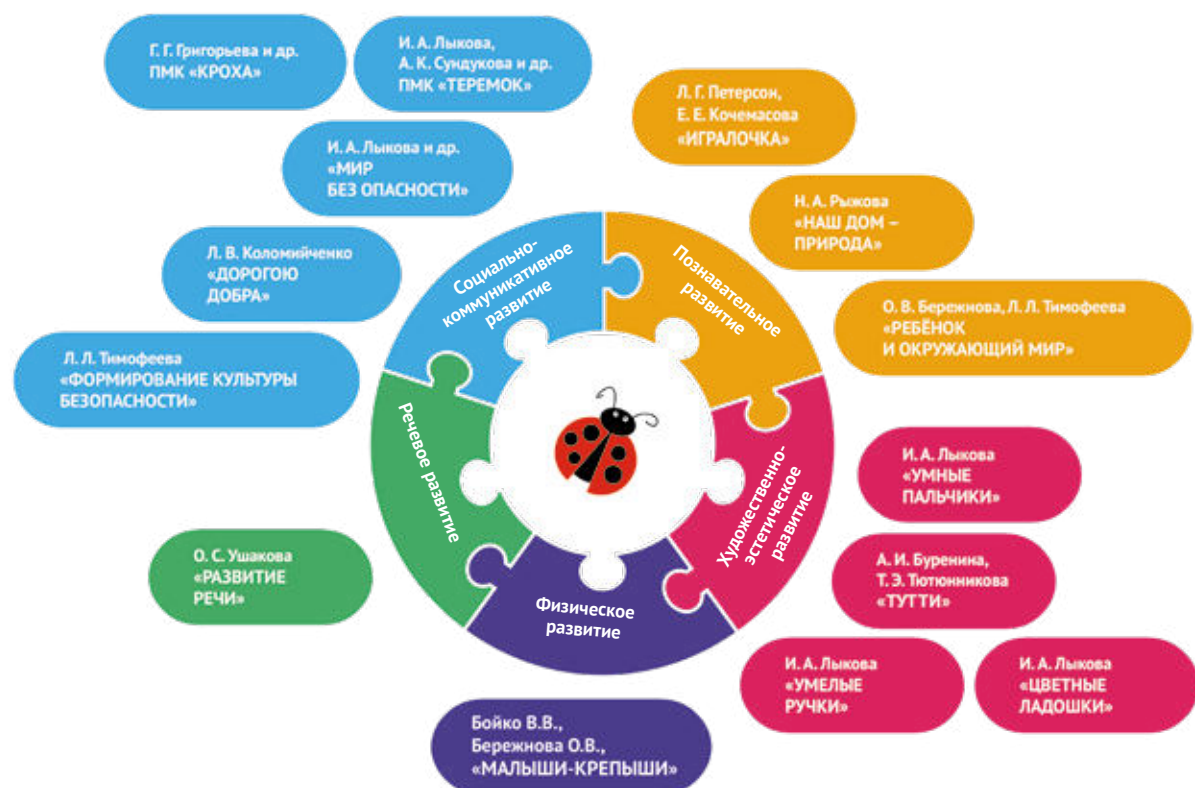 Г. Г. Григорьева и др.
ПМК «КРОХА»
И. А. Лыкова,
А. К. Сундукова и др.
ПМК «ТЕРЕМОК»
И. А. Лыкова и др.
«МИР
БЕЗ ОПАСНОСТИ»
Л. В. Коломийченко
«ДОРОГОЮ
ДОБРА»
Л. Л. Тимофеева
«ФОРМИРОВАНИЕ КУЛЬТУРЫ
БЕЗОПАСНОСТИ»
Л. Г. Петерсон,
Е. Е. Кочемасова
«ИГРАЛОЧКА»
Н. А. Рыжова
«НАШ ДОМ –
ПРИРОДА»
О. В. Бережнова, Л. Л. Тимофеева
«РЕБЁНОК
И ОКРУЖАЮЩИЙ МИР»
Социально-
коммуникативное
развитие
Познавательное
развитие
Речевое развитие
Художественно-
эстетическое
развитие
Физическое
развитие
О. С. Ушакова
«РАЗВИТИЕ
РЕЧИ»
И. А. Лыкова
«УМНЫЕ
ПАЛЬЧИКИ»
А. И. Буренина,
Т. Э. Тютюнникова
«ТУТТИ»
И. А. Лыкова
«УМЕЛЫЕ
РУЧКИ»
И. А. Лыкова
«ЦВЕТНЫЕ
ЛАДОШКИ»
Бойко В.В.,
Бережнова О.В.,
«МАЛЫШИ-КРЕПЫШИ»